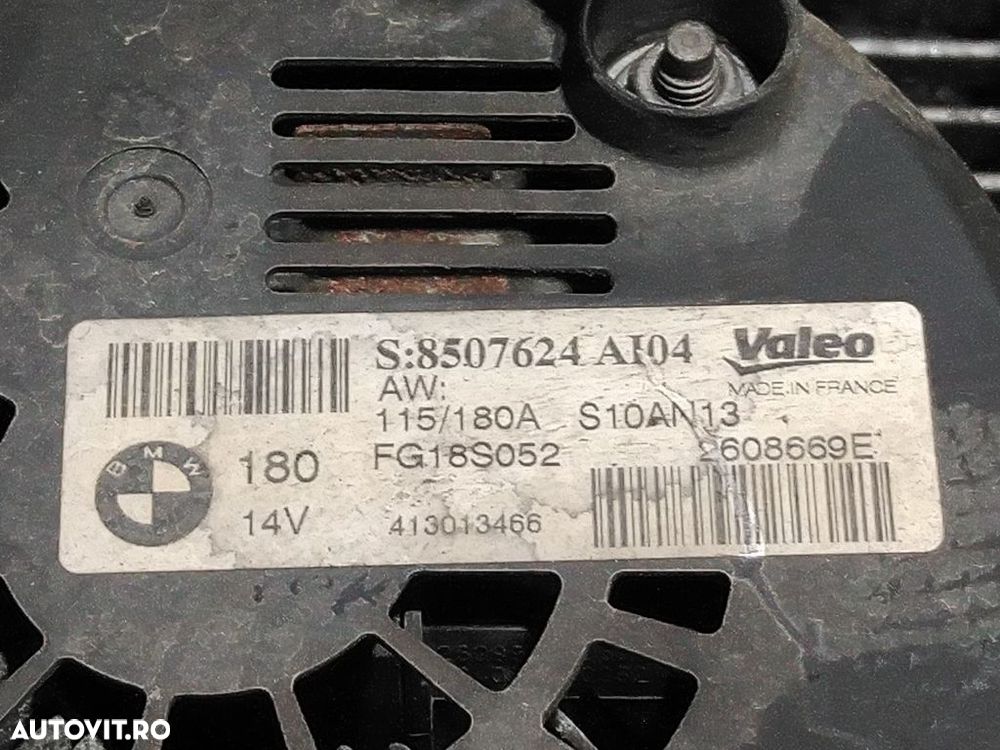 S:8507624 AI04
Valeo
MADE IN FRANCE
AW:
115/180A S10AN13
BMW
180
FG18S052
2608669E
14V
413013466
AUTOVIT.RO